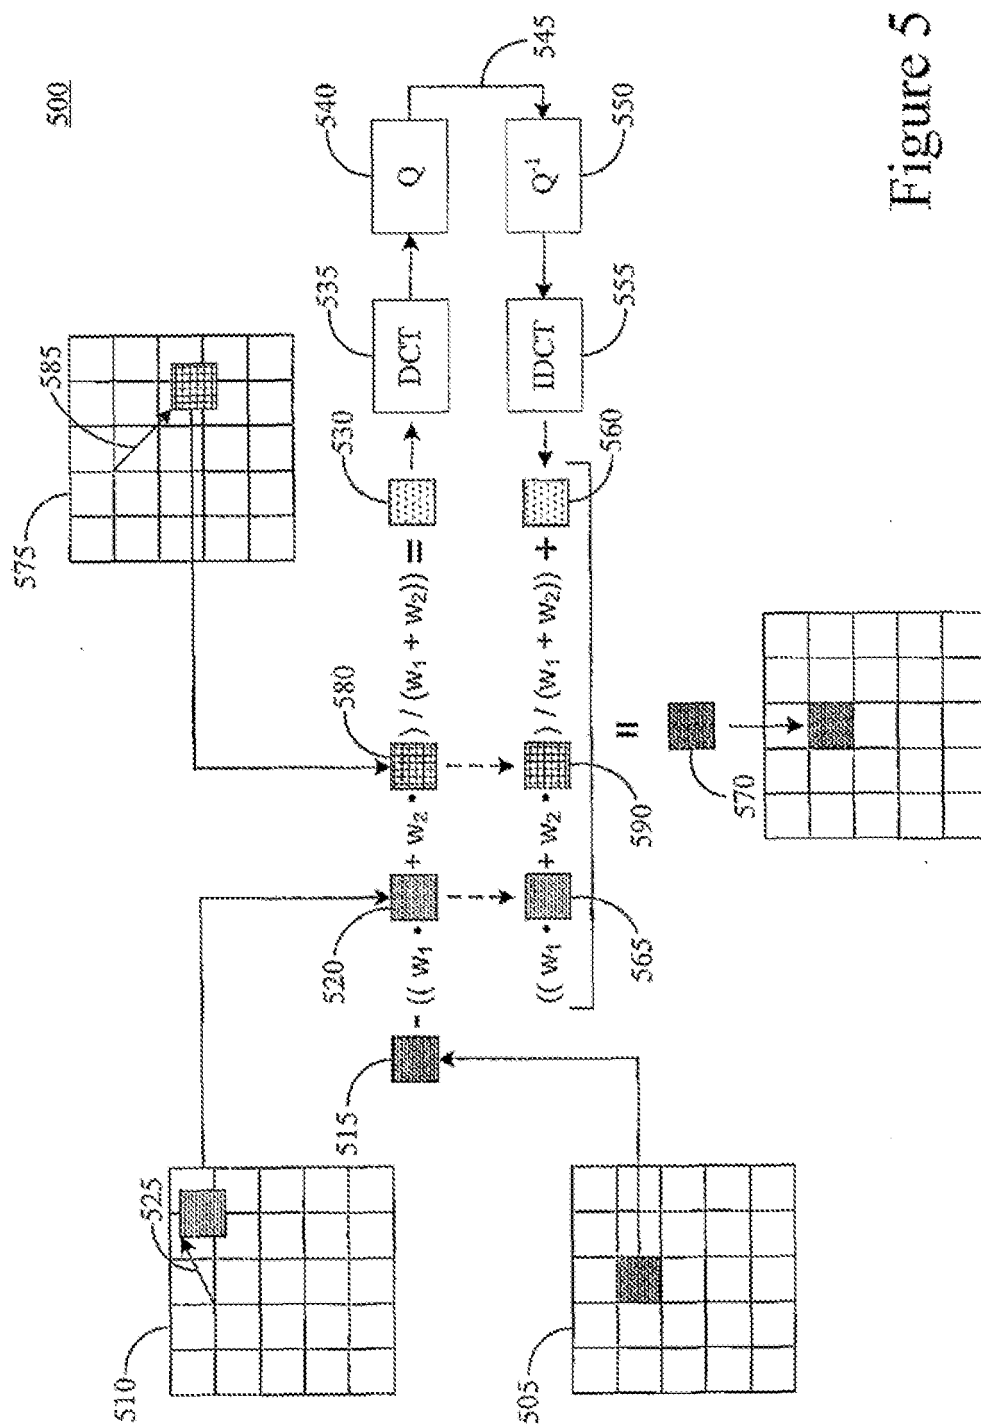 500
575
585
510
525
580
530
535
540
520
515
- (( w₁ •
+ w₂ •
) / (w₁ + w₂)) =
DCT
Q
545
(( w₁ •
+ w₂ •
) / (w₁ + w₂)) +
IDCT
Q⁻¹
565
590
560
555
550
=
505
570
Figure 5